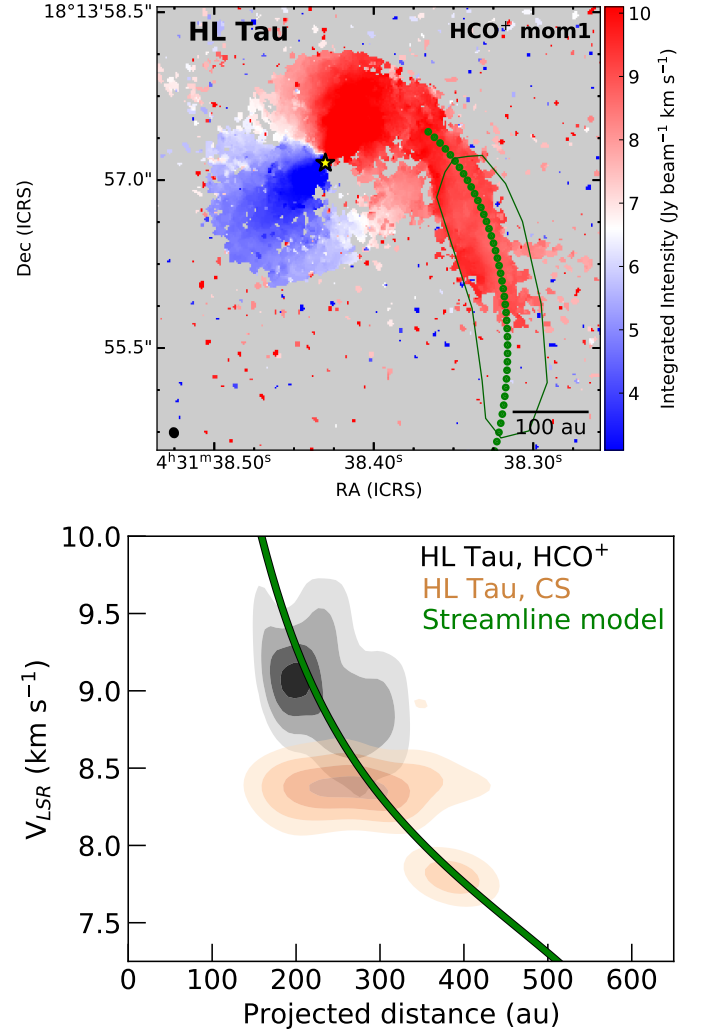 18°13'58.5"
HL Tau
HCO⁺ mom1
57.0"
55.5"
Dec (ICRS)
100 au
4ʰ31ᵐ38.50ˢ
38.40ˢ
38.30ˢ
RA (ICRS)
10
9
8
7
6
5
4
Integrated Intensity (Jy beam⁻¹ km s⁻¹)
HL Tau, HCO⁺
HL Tau, CS
Streamline model
10.0
9.5
9.0
8.5
8.0
7.5
V_LSR (km s⁻¹)
0
100
200
300
400
500
600
Projected distance (au)